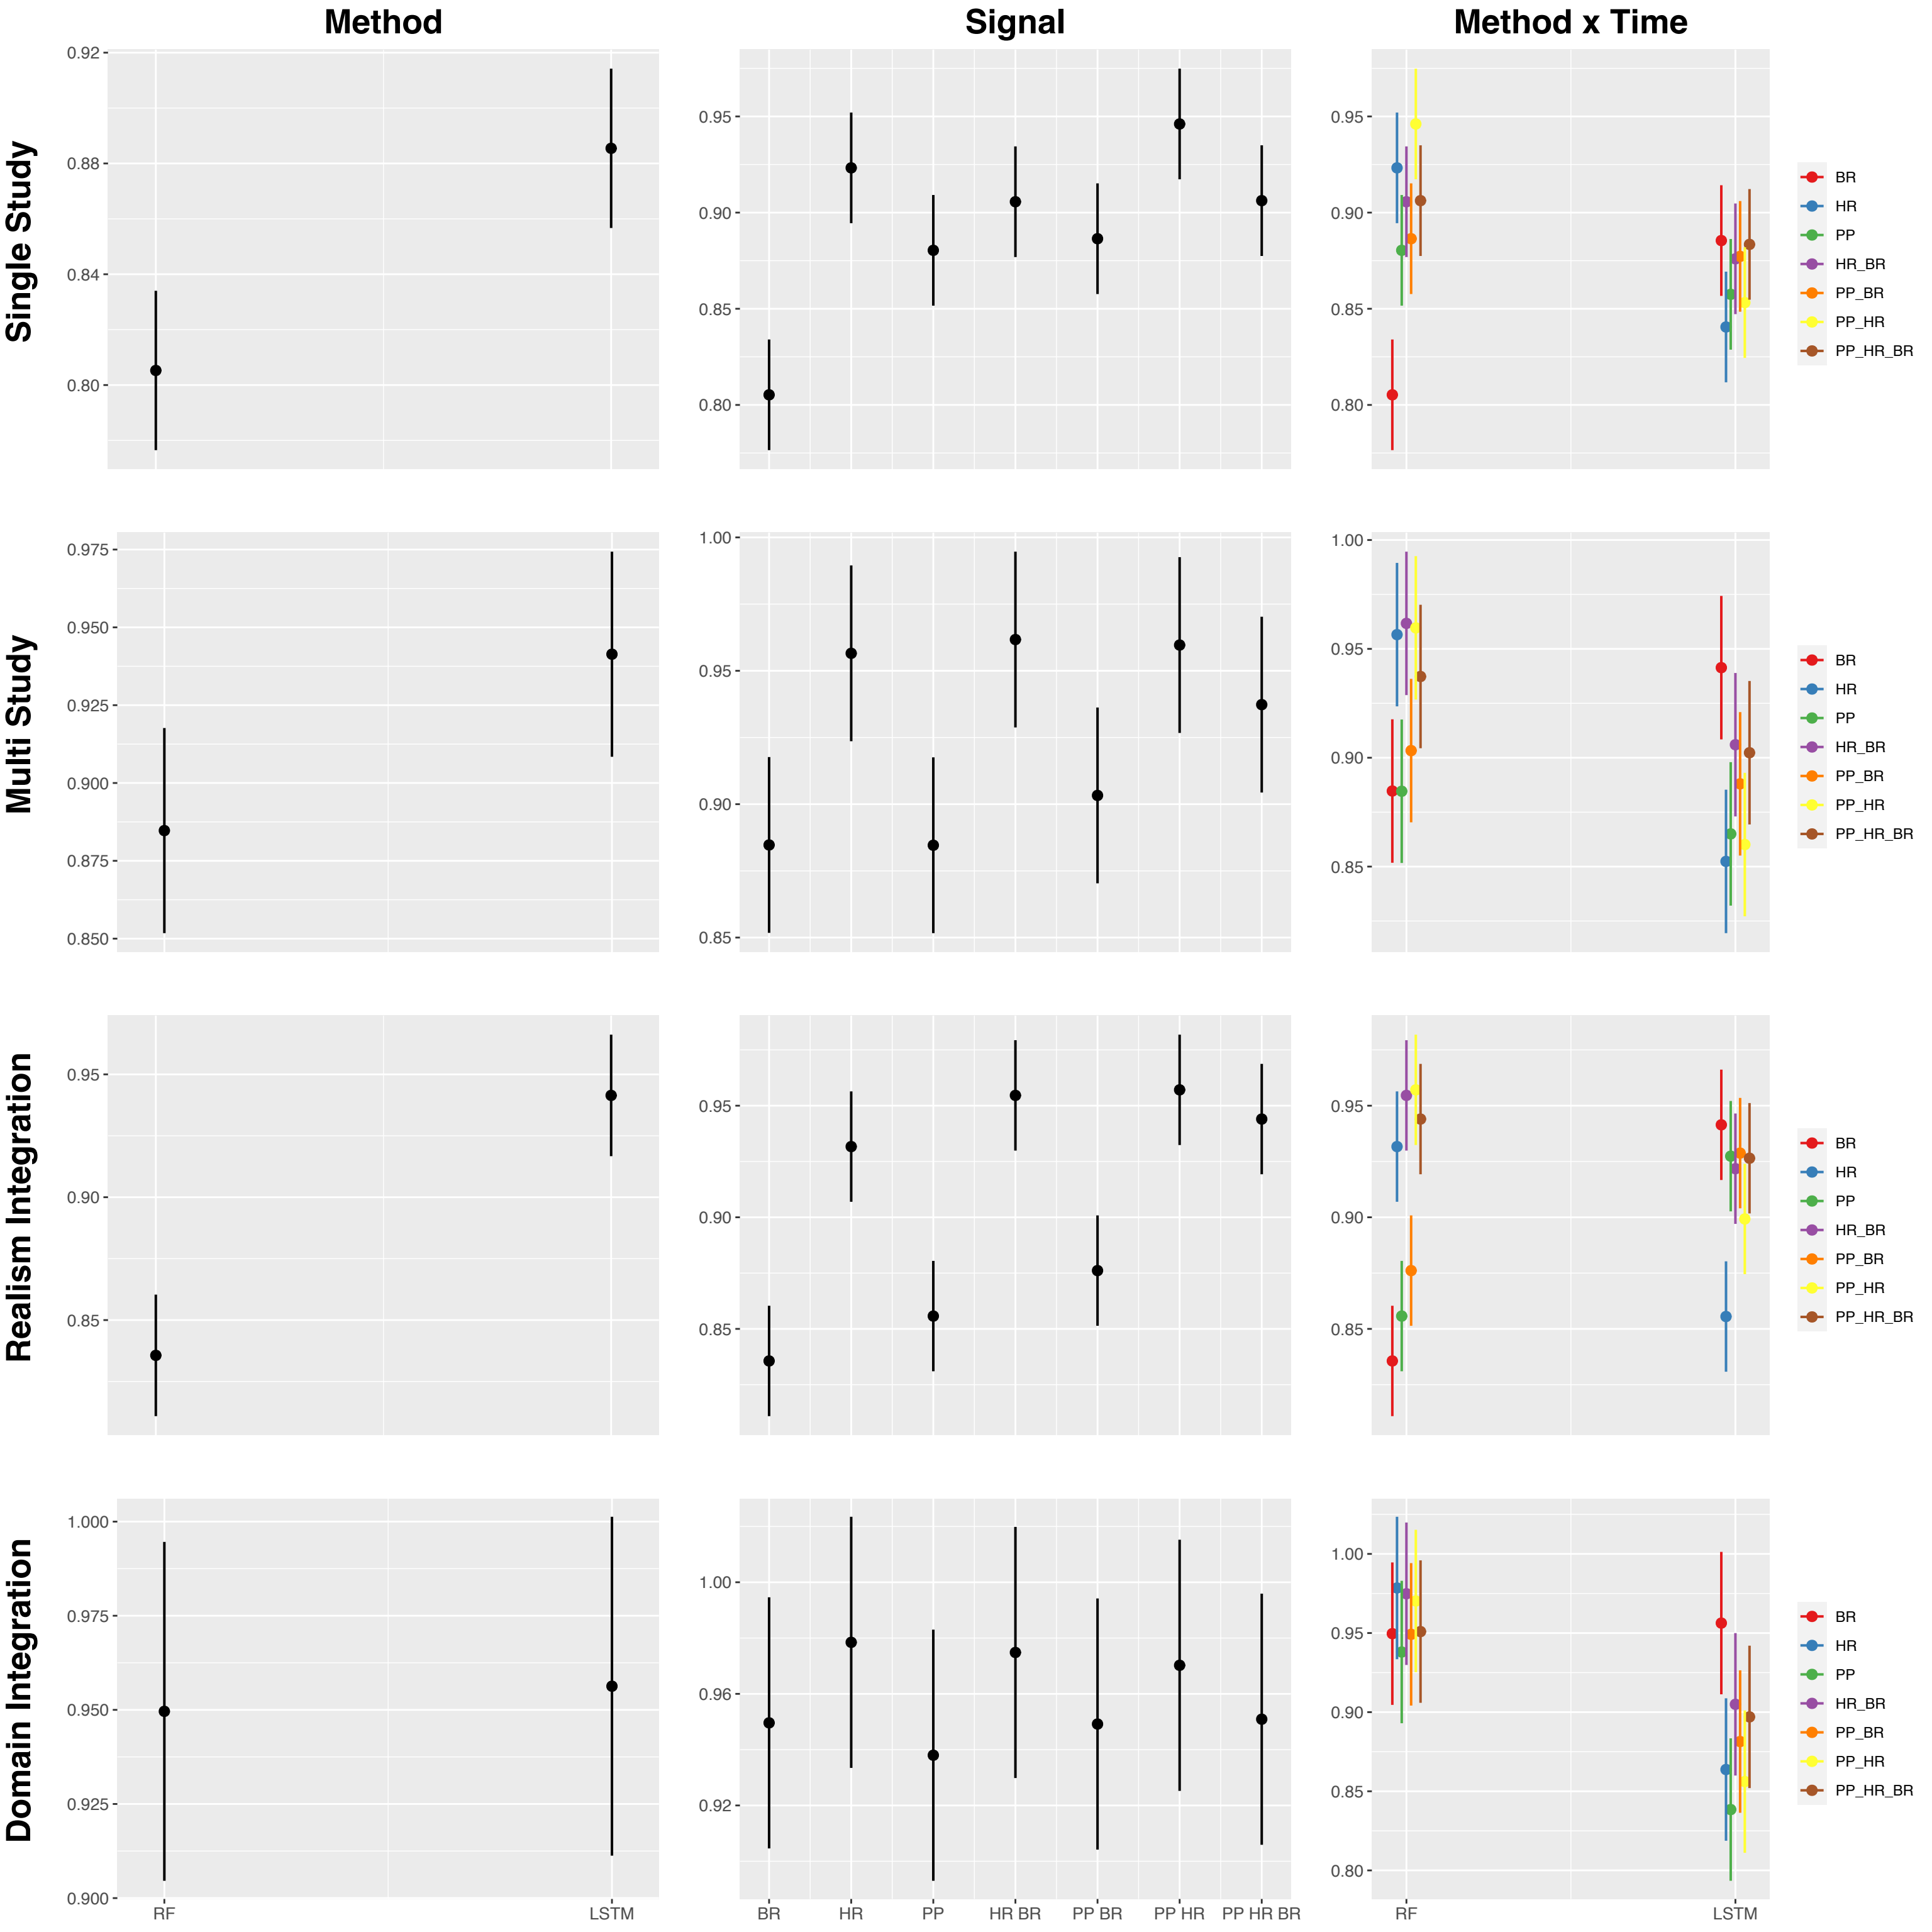 Method Signal Method x Time
Single Study
0.92
0.88
0.84
0.80
0.95
0.90
0.85
0.80
0.95
0.90
0.85
0.80
BR
HR
PP
HR_BR
PP_BR
PP_HR
PP_HR_BR
Multi Study
0.975
0.950
0.925
0.900
0.875
0.850
1.00
0.95
0.90
0.85
1.00
0.95
0.90
0.85
BR
HR
PP
HR_BR
PP_BR
PP_HR
PP_HR_BR
Realism Integration
0.95
0.90
0.85
0.95
0.90
0.85
0.95
0.90
0.85
BR
HR
PP
HR_BR
PP_BR
PP_HR
PP_HR_BR
Domain Integration
1.000
0.975
0.950
0.925
0.900
RF LSTM
1.00
0.96
0.92
BR HR PP HR BR PP BR PP HR PP HR BR
1.00
0.95
0.90
0.85
0.80
RF LSTM
BR
HR
PP
HR_BR
PP_BR
PP_HR
PP_HR_BR